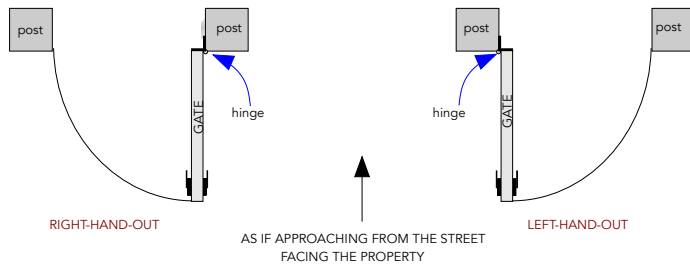 post
post
post
post
hinge
hinge
GATE
GATE
RIGHT-HAND-OUT
LEFT-HAND-OUT
AS IF APPROACHING FROM THE STREET
FACING THE PROPERTY